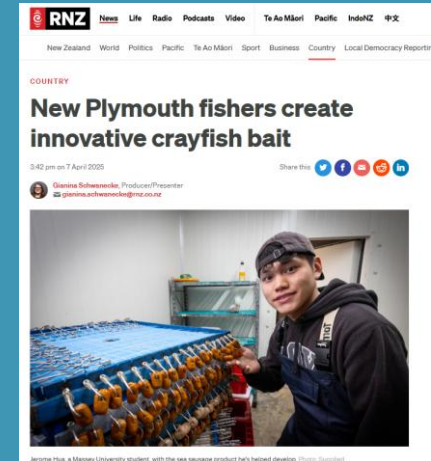 RNZ News Life Radio Podcasts Video Te Ao Māori Pacific IndoNZ 中文
New Zealand World Politics Pacific Te Ao Māori Sport Business Country Local Democracy Reporting
COUNTRY
New Plymouth fishers create
innovative crayfish bait
3:42 pm on 7 April 2025 Share this
Gianina Schwanecke, Producer/Presenter
gianina.schwanecke@rnz.co.nz
Jerome Hua, a Massey University student, with the sea sausage product he's helped develop. Photo: Supplied